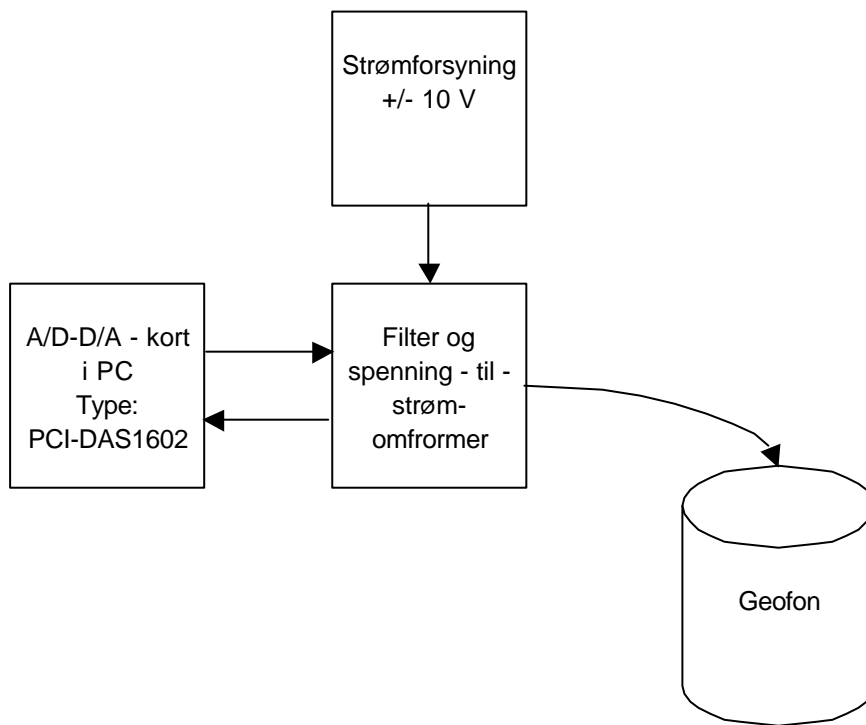 Strømforsyning
+/- 10 V
A/D-D/A - kort
i PC
Type:
PCI-DAS1602
Filter og
spenning - til -
strøm-
omfrormer
Geofon